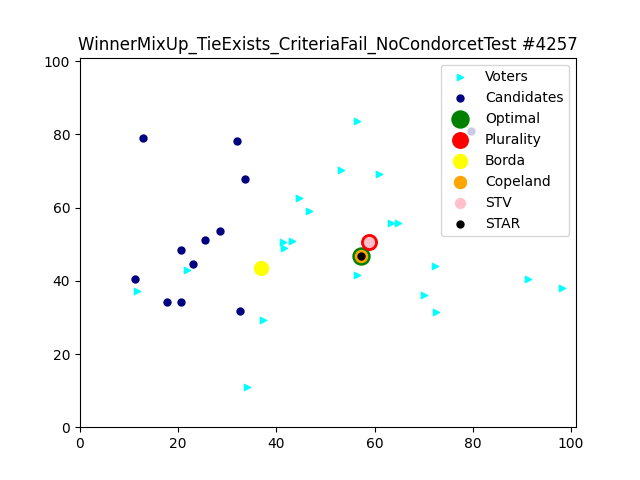 WinnerMixUp_TieExists_CriteriaFail_NoCondorcetTest #4257
100
80
60
40
20
0
0 20 40 60 80 100
Voters
Candidates
Optimal
Plurality
Borda
Copeland
STV
STAR